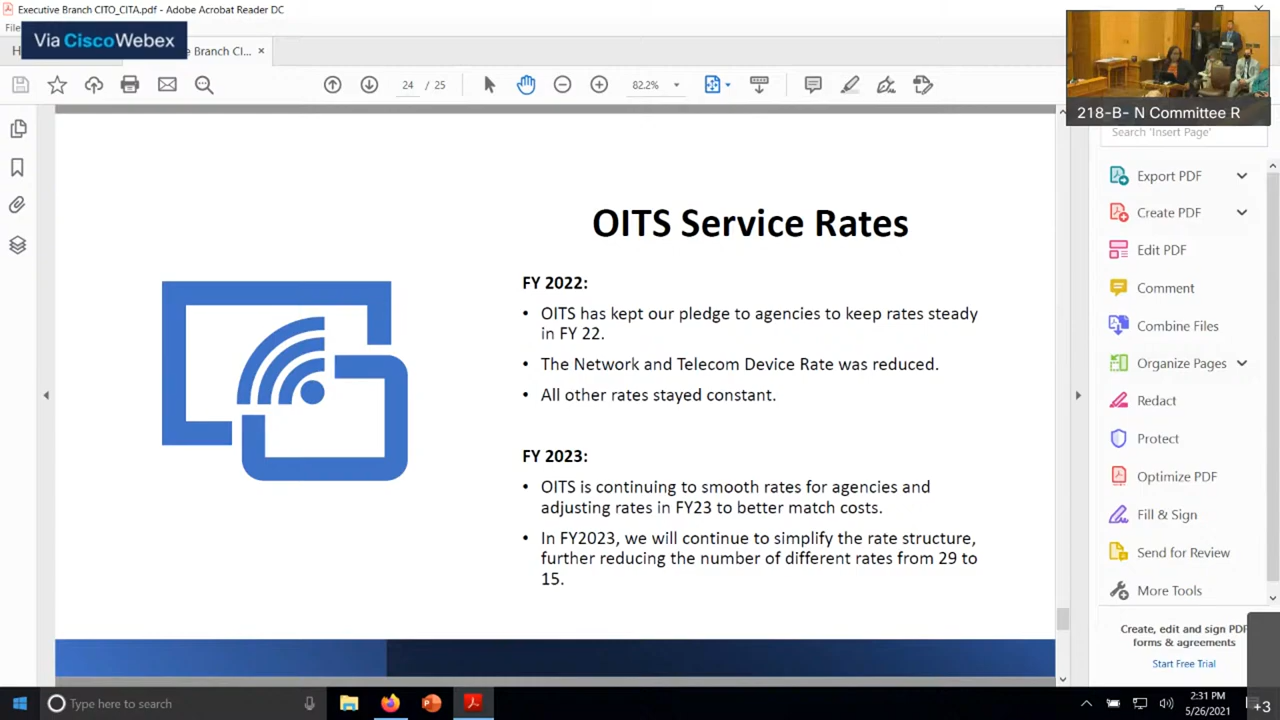 Executive Branch CITO_CITA.pdf - Adobe Acrobat Reader DC
Via CiscoWebex
e Branch CI...
24 / 25
82.2%
218-B- N Committee R
Search 'Insert Page'
Export PDF
Create PDF
Edit PDF
Comment
Combine Files
Organize Pages
Redact
Protect
Optimize PDF
Fill & Sign
Send for Review
More Tools
Create, edit and sign PDF
forms & agreements
Start Free Trial
OITS Service Rates
FY 2022:
• OITS has kept our pledge to agencies to keep rates steady
in FY 22.
• The Network and Telecom Device Rate was reduced.
• All other rates stayed constant.
FY 2023:
• OITS is continuing to smooth rates for agencies and
adjusting rates in FY23 to better match costs.
• In FY2023, we will continue to simplify the rate structure,
further reducing the number of different rates from 29 to
15.
Type here to search
2:31 PM
5/26/2021
+3